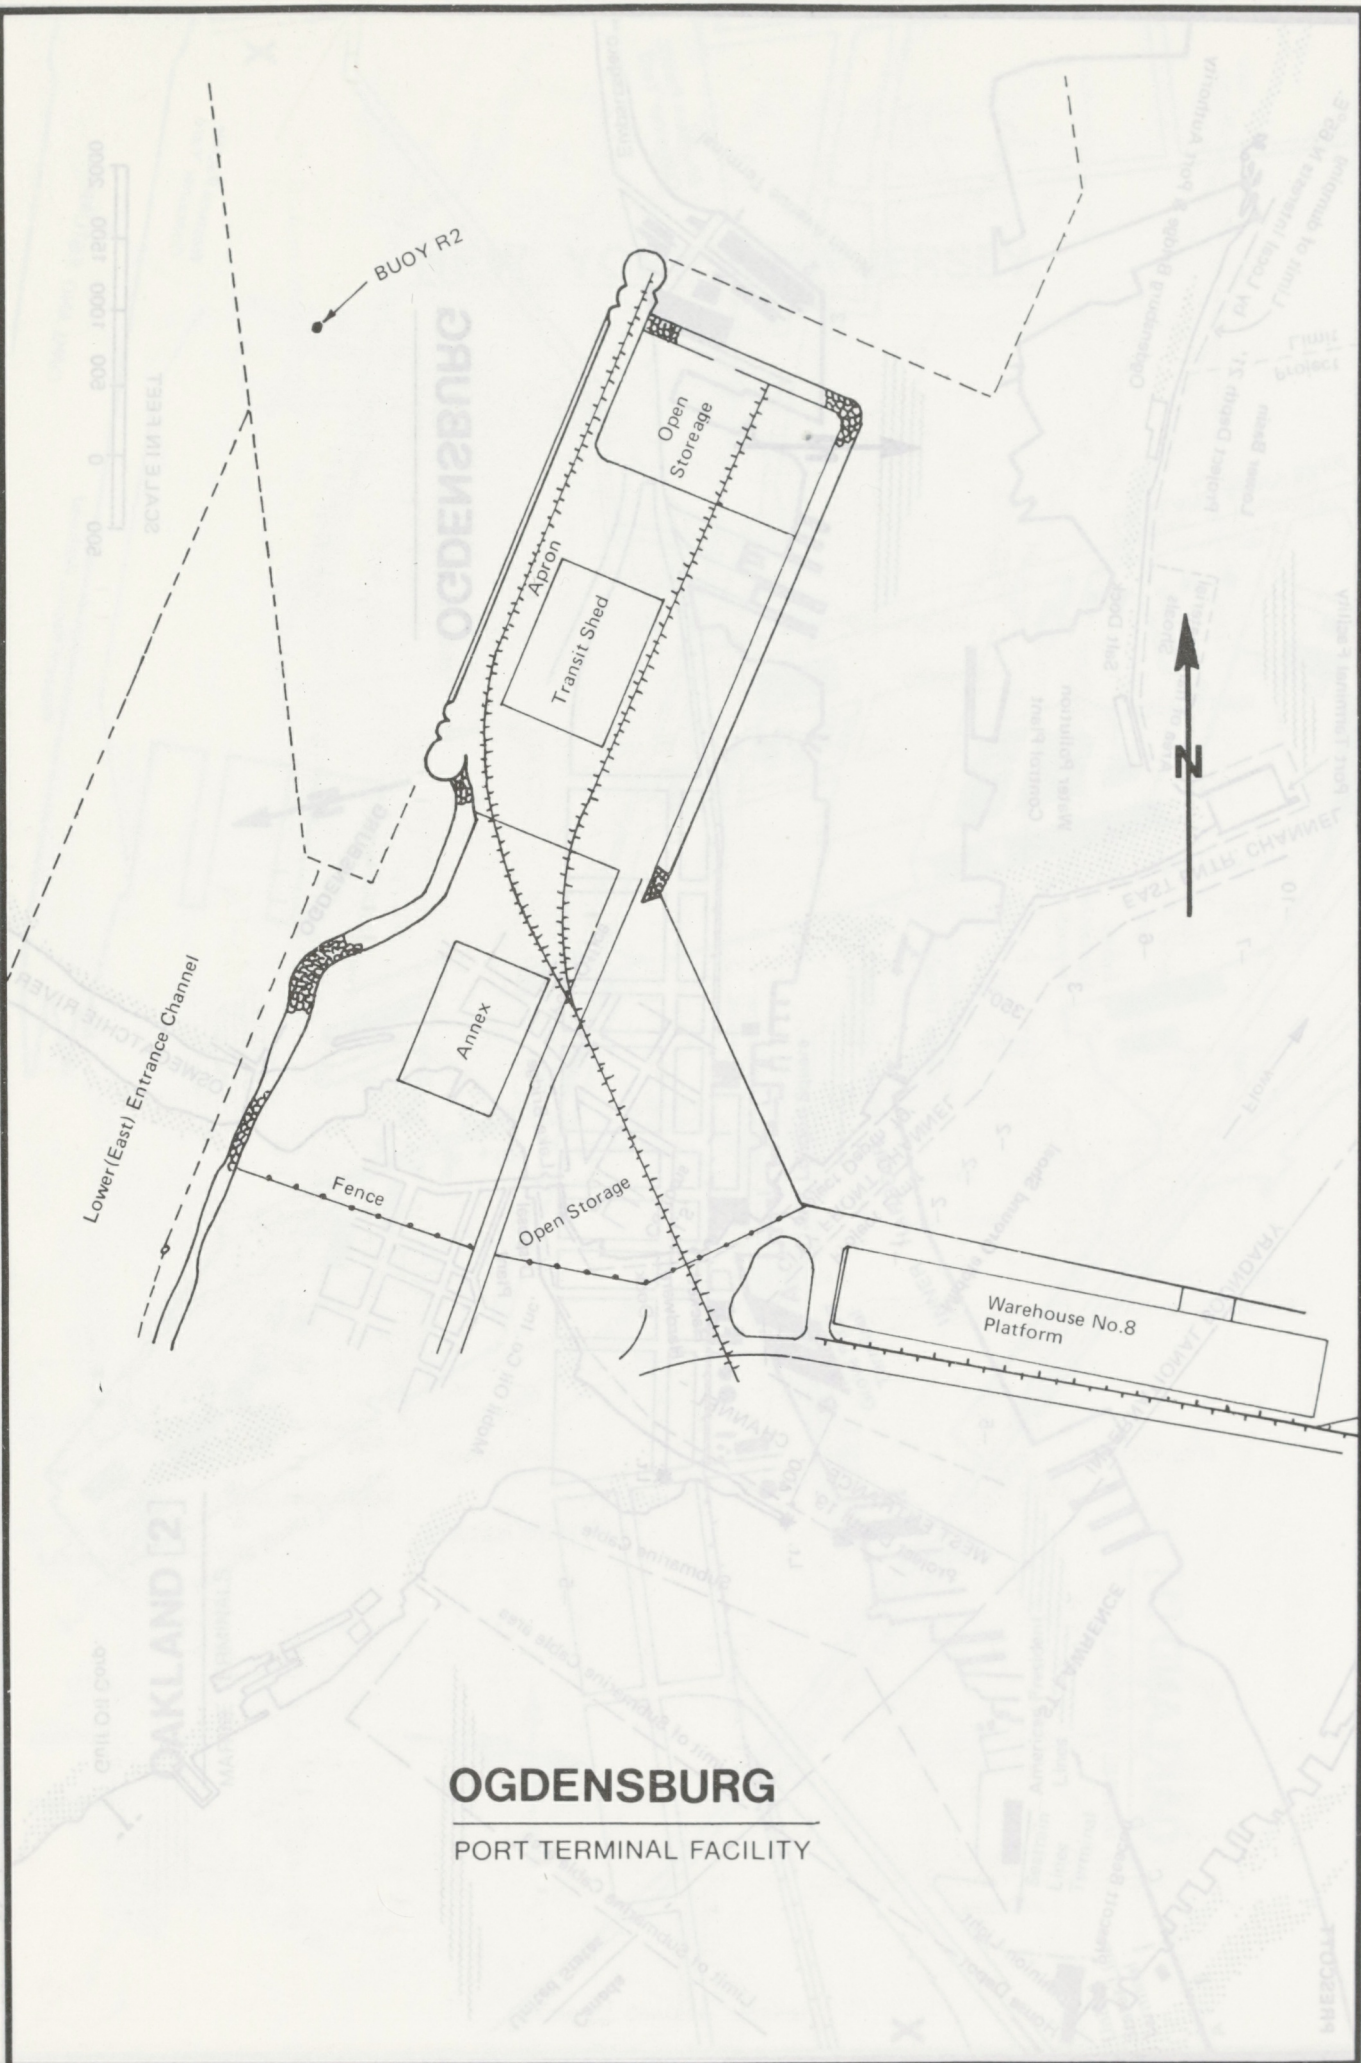 BUOY R2
Open
Storeage
Apron
Transit Shed
N
Annex
Lower (East) Entrance Channel
Fence
Open Storage
Warehouse No.8
Platform
OGDENSBURG
PORT TERMINAL FACILITY